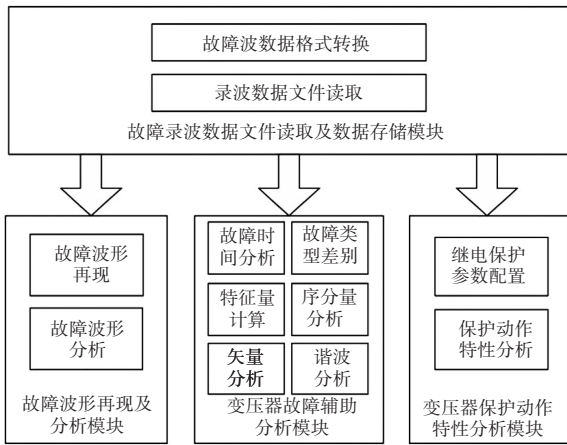 故障波数据格式转换
录波数据文件读取
故障录波数据文件读取及数据存储模块
故障波形
再现
故障波形
分析
故障波形再现及
分析模块
故障时
间分析
故障类
型差别
特征量
计算
序分量
分析
矢量
分析
谐波
分析
变压器故障辅助
分析模块
继电保护
参数配置
保护动作
特性分析
变压器保护动作
特性分析模块